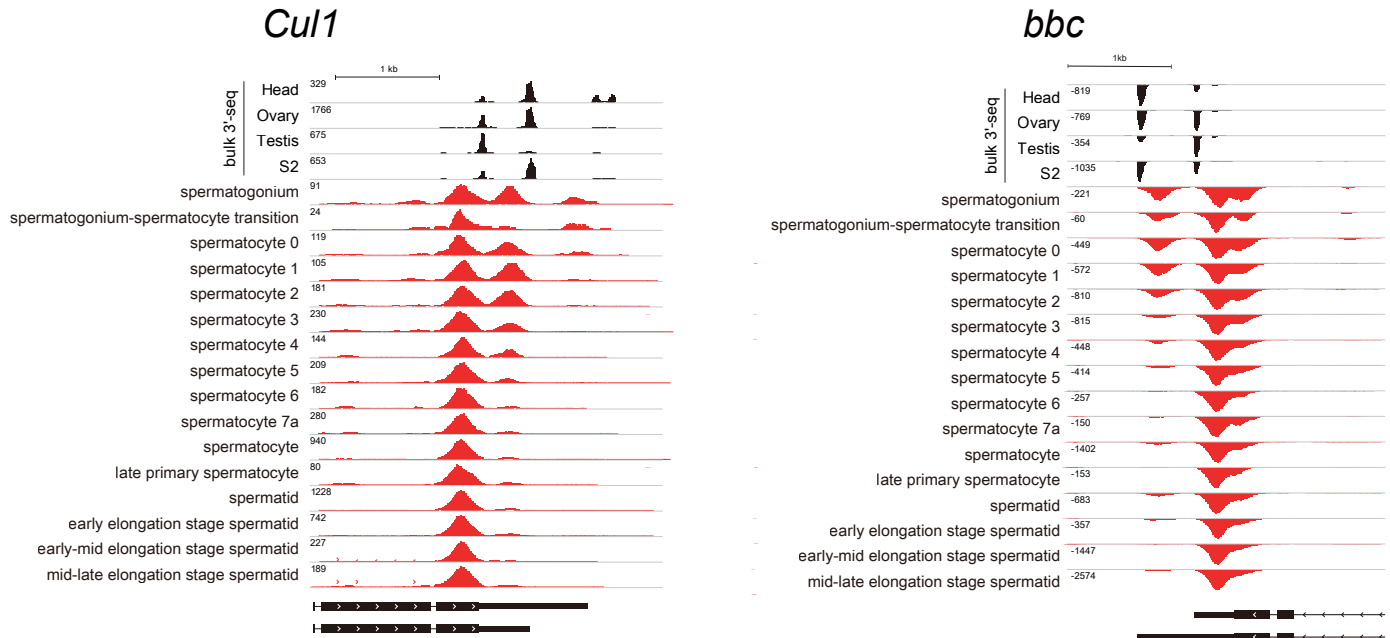 Cul1
1 kb
bulk 3'-seq
Head
329
Ovary
1766
Testis
675
S2
653
spermatogonium
91
spermatogonium-spermatocyte transition
24
spermatocyte 0
119
spermatocyte 1
105
spermatocyte 2
181
spermatocyte 3
230
spermatocyte 4
144
spermatocyte 5
209
spermatocyte 6
182
spermatocyte 7a
280
spermatocyte
940
late primary spermatocyte
80
spermatid
1228
early elongation stage spermatid
742
early-mid elongation stage spermatid
227
mid-late elongation stage spermatid
189
bbc
1kb
bulk 3'-seq
Head
-819
Ovary
-769
Testis
-354
S2
-1035
spermatogonium
-221
spermatogonium-spermatocyte transition
-60
spermatocyte 0
-449
spermatocyte 1
-572
spermatocyte 2
-810
spermatocyte 3
-815
spermatocyte 4
-448
spermatocyte 5
-414
spermatocyte 6
-257
spermatocyte 7a
-150
spermatocyte
-1402
late primary spermatocyte
-153
spermatid
-683
early elongation stage spermatid
-357
early-mid elongation stage spermatid
-1447
mid-late elongation stage spermatid
-2574